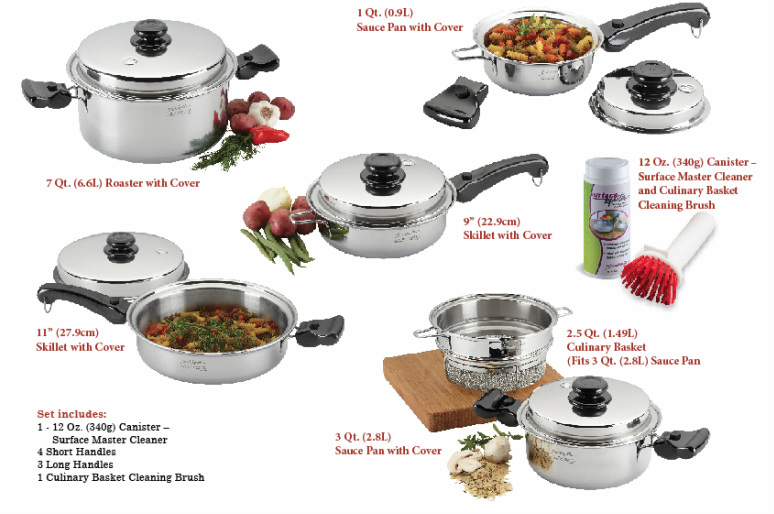 1 Qt. (0.9L)
Sauce Pan with Cover
7 Qt. (6.6L) Roaster with Cover
12 Oz. (340g) Canister –
Surface Master Cleaner
and Culinary Basket
Cleaning Brush
9” (22.9cm)
Skillet with Cover
11” (27.9cm)
Skillet with Cover
2.5 Qt. (1.49L)
Culinary Basket
(Fits 3 Qt. (2.8L) Sauce Pan
3 Qt. (2.8L)
Sauce Pan with Cover
Set includes:
1 - 12 Oz. (340g) Canister –
Surface Master Cleaner
4 Short Handles
3 Long Handles
1 Culinary Basket Cleaning Brush